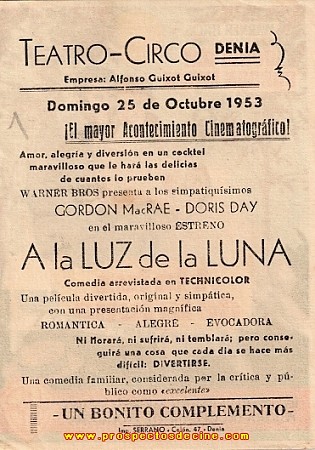 TEATRO-CIRCO DENIA
Empresa: Alfonso Guixot Guixot
Domingo 25 de Octubre 1953
¡El mayor Acontecimiento Cinematográfico!
Amor, alegría y diversión en un cocktel
maravilloso que le hará las delicias
de cuantos lo prueben
WARNER BROS presenta a los simpatiquísimos
GORDON MacRAE - DORIS DAY
en el maravilloso ESTRENO
A la LUZ de la LUNA
Comedia arrevistada en TECHNICOLOR
Una película divertida, original y simpática,
con una presentación magnífica
ROMANTICA - ALEGRE - EVOCADORA
Ni llorará, ni sufrirá, ni temblará; pero conse-
guirá una cosa que cada día se hace más
difícil: DIVERTIRSE.
Una comedia familiar, considerada por la crítica y pú-
blico como «excelente»
-UN BONITO COMPLEMENTO-
Imp. SERRANO - Colón, 47 - Denia
www.prospectosdecine.com